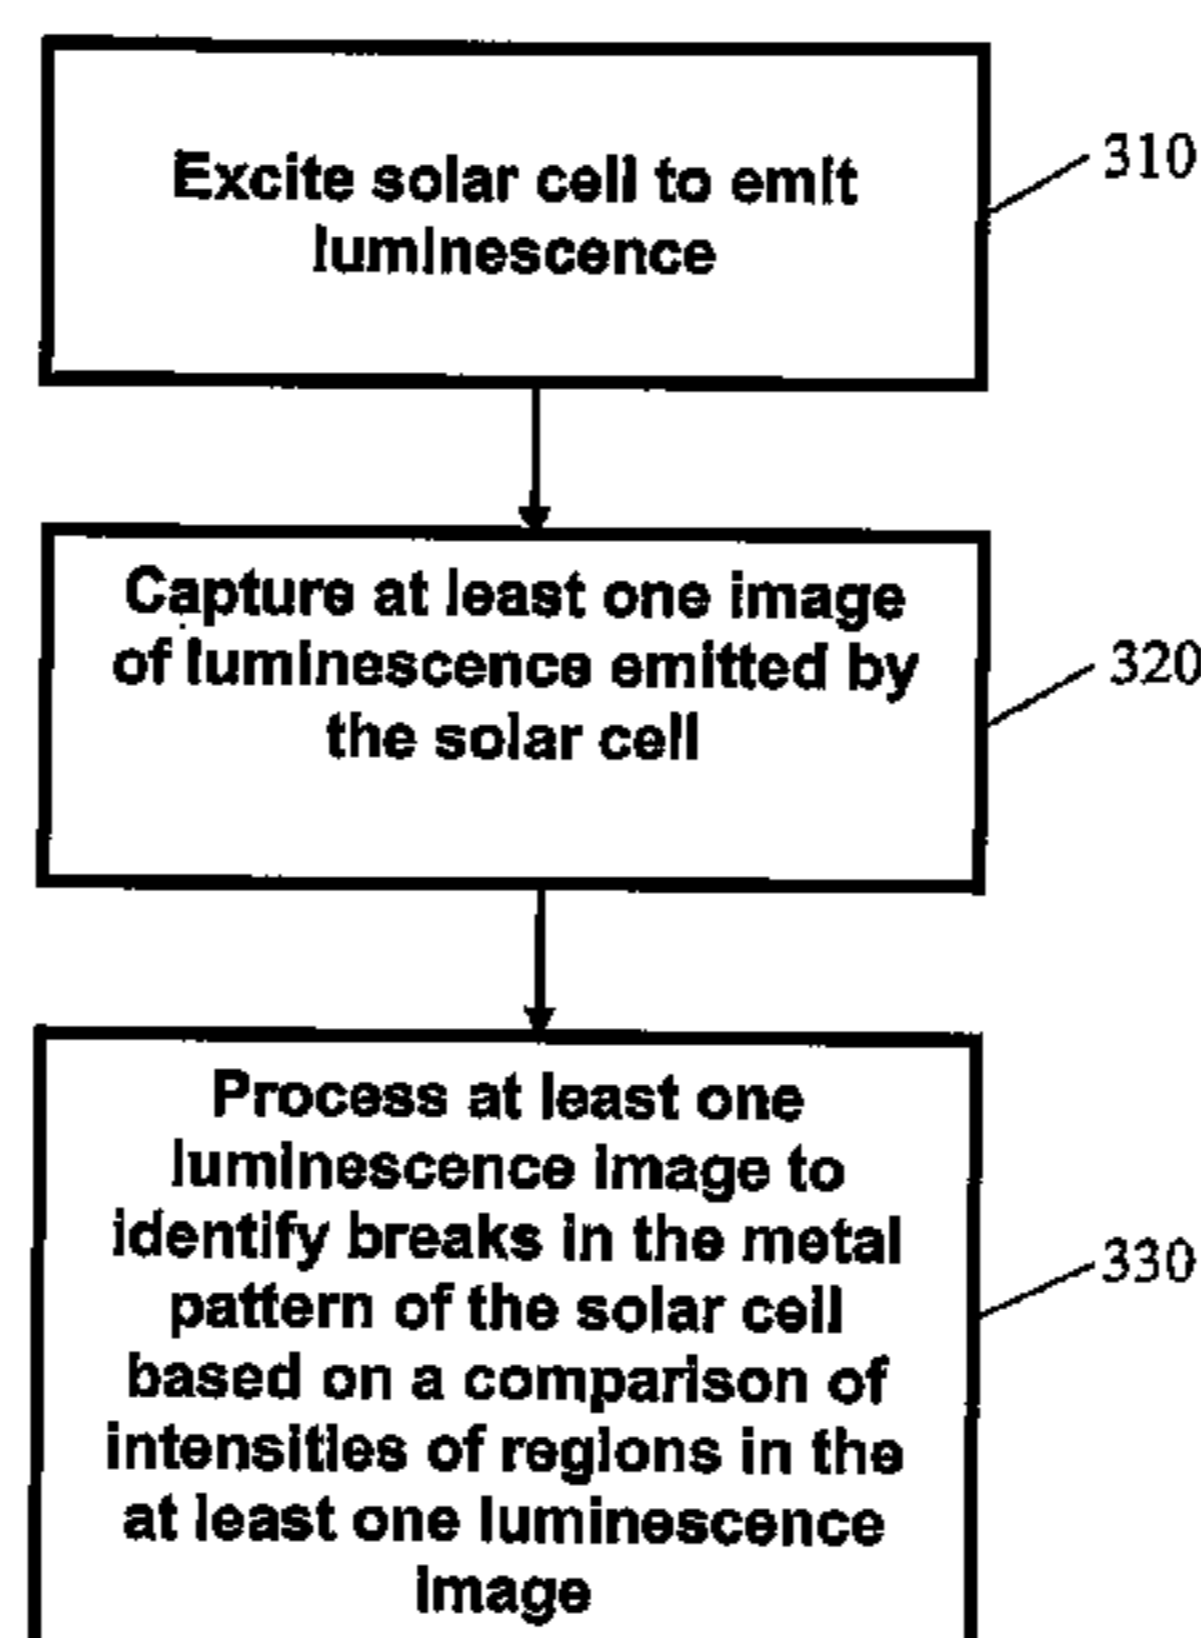 Excite solar cell to emit
luminescence
310
Capture at least one image
of luminescence emitted by
the solar cell
320
Process at least one
luminescence image to
identify breaks in the metal
pattern of the solar cell
based on a comparison of
intensities of regions in the
at least one luminescence
image
330